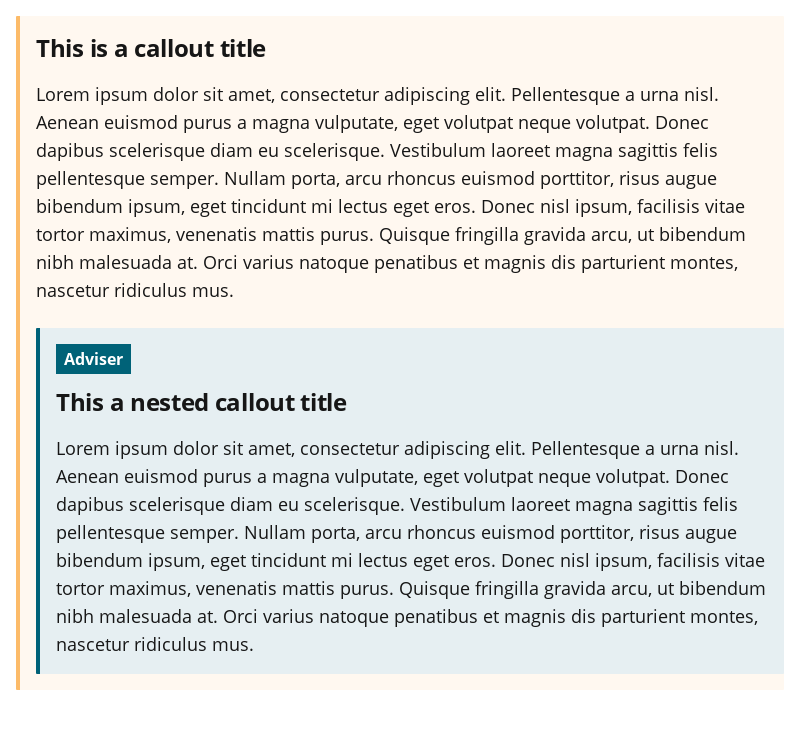 This is a callout title
Lorem ipsum dolor sit amet, consectetur adipiscing elit. Pellentesque a urna nisl.
Aenean euismod purus a magna vulputate, eget volutpat neque volutpat. Donec
dapibus scelerisque diam eu scelerisque. Vestibulum laoreet magna sagittis felis
pellentesque semper. Nullam porta, arcu rhoncus euismod porttitor, risus augue
bibendum ipsum, eget tincidunt mi lectus eget eros. Donec nisl ipsum, facilisis vitae
tortor maximus, venenatis mattis purus. Quisque fringilla gravida arcu, ut bibendum
nibh malesuada at. Orci varius natoque penatibus et magnis dis parturient montes,
nascetur ridiculus mus.
Adviser
This a nested callout title
Lorem ipsum dolor sit amet, consectetur adipiscing elit. Pellentesque a urna nisl.
Aenean euismod purus a magna vulputate, eget volutpat neque volutpat. Donec
dapibus scelerisque diam eu scelerisque. Vestibulum laoreet magna sagittis felis
pellentesque semper. Nullam porta, arcu rhoncus euismod porttitor, risus augue
bibendum ipsum, eget tincidunt mi lectus eget eros. Donec nisl ipsum, facilisis vitae
tortor maximus, venenatis mattis purus. Quisque fringilla gravida arcu, ut bibendum
nibh malesuada at. Orci varius natoque penatibus et magnis dis parturient montes,
nascetur ridiculus mus.